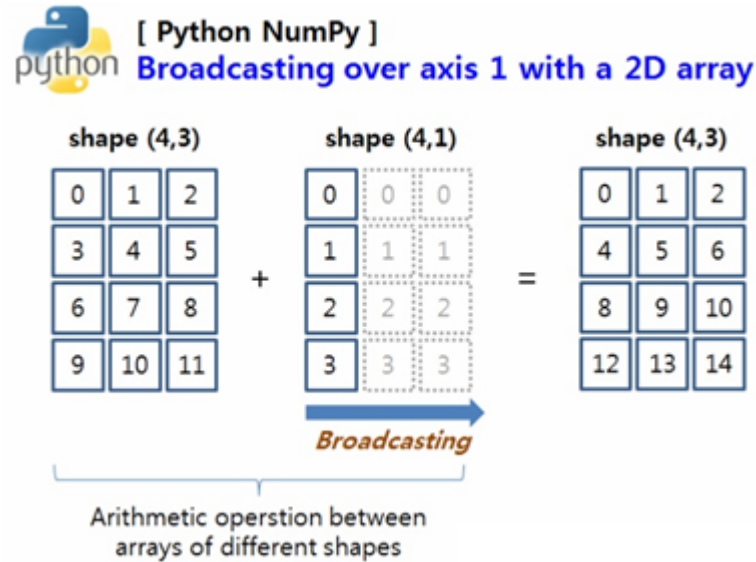 python
[ Python NumPy ]
Broadcasting over axis 1 with a 2D array
shape (4,3) shape (4,1) shape (4,3)
0 1 2 0 0 0 0 1 2
3 4 5 1 1 1 4 5 6
+ =
6 7 8 2 2 2 8 9 10
9 10 11 3 3 3 12 13 14
Broadcasting
Arithmetic operstion between
arrays of different shapes